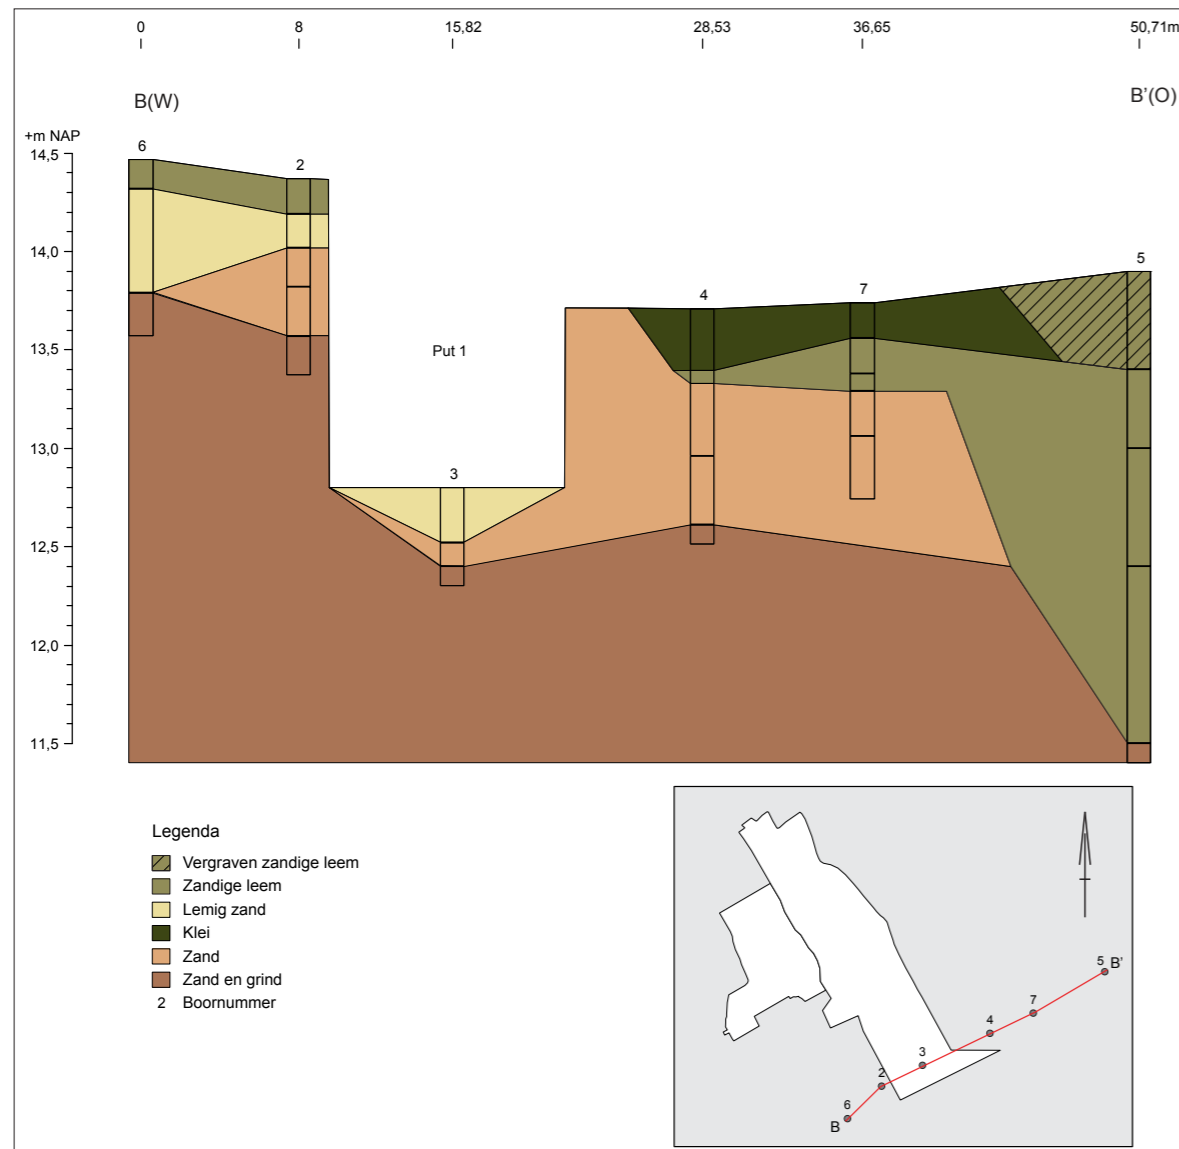 0 8 15,82 28,53 36,65 50,71m
B(W) B'(O)
+m NAP
6
2
14,5
14,0
5
7
4
13,5
Put 1
13,0
3
12,5
12,0
11,5
Legenda
Vergraven zandige leem
Zandige leem
Lemig zand
Klei
Zand
Zand en grind
2 Boornummer
5 B'
7
4
3
2
6
B